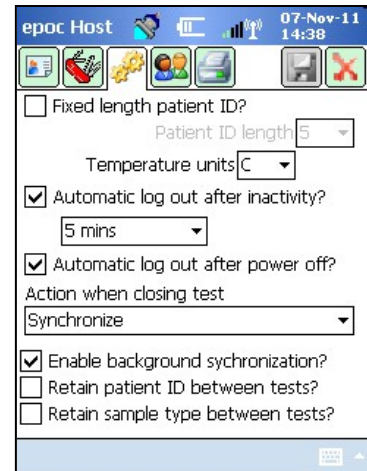 epoc Host 07-Nov-11
14:38
Fixed length patient ID?
Patient ID length 5
Temperature units C
Automatic log out after inactivity?
5 mins
Automatic log out after power off?
Action when closing test
Synchronize
Enable background sychronization?
Retain patient ID between tests?
Retain sample type between tests?